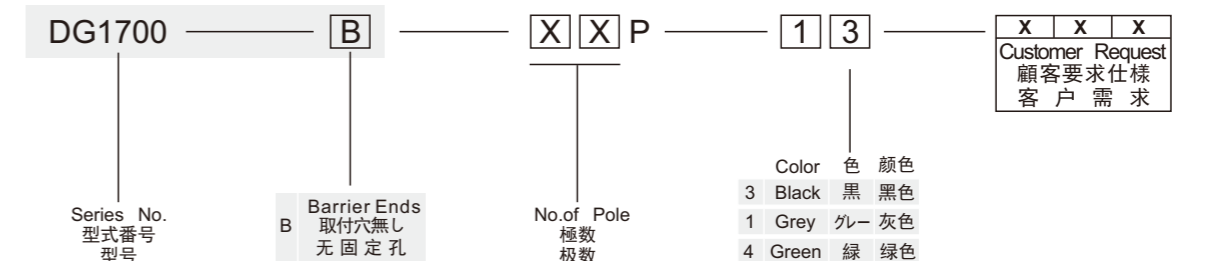 DG1700 B XXP 13
X X X
Customer Request
顧客要求仕様
客户需求
Color 色 颜色
3 Black 黒 黑色
1 Grey グレー 灰色
4 Green 緑 绿色
Series No.
型式番号
型号
B Barrier Ends
取付穴無し
无固定孔
No.of Pole
極数
极数